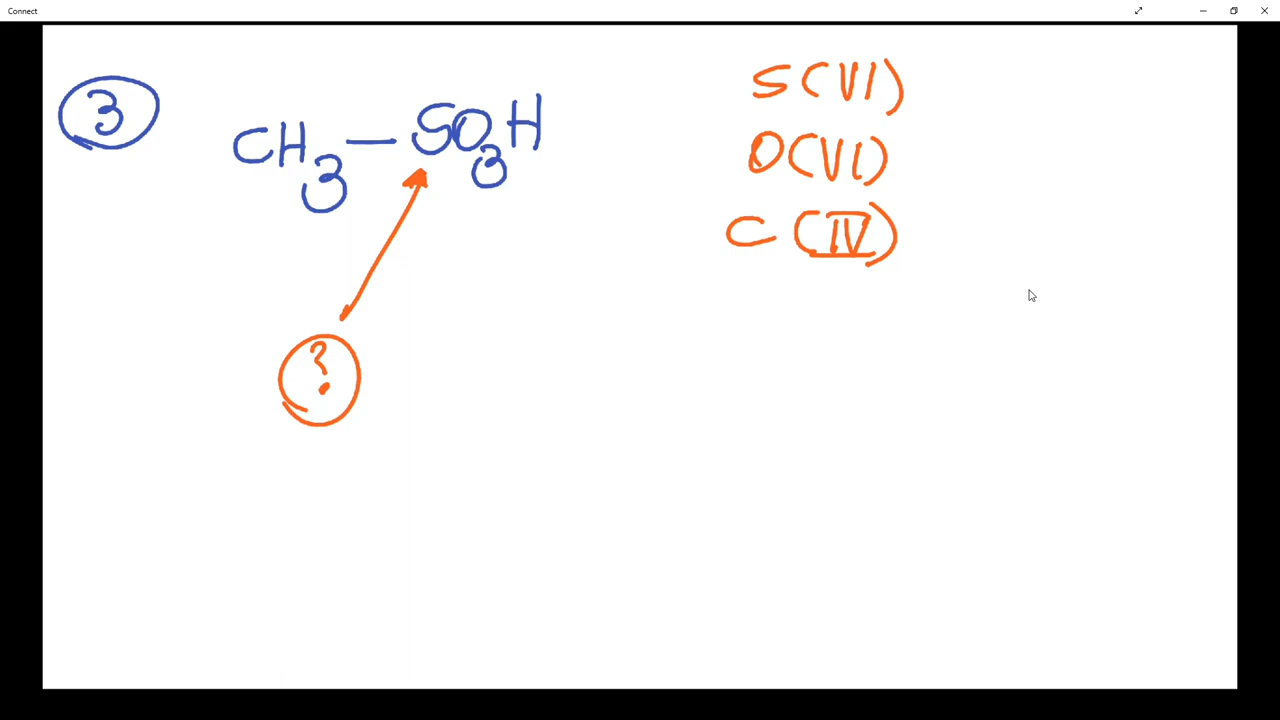 Connect
3
CH₃ — SO₃H
S(VI)
O(VI)
C(IV)
?